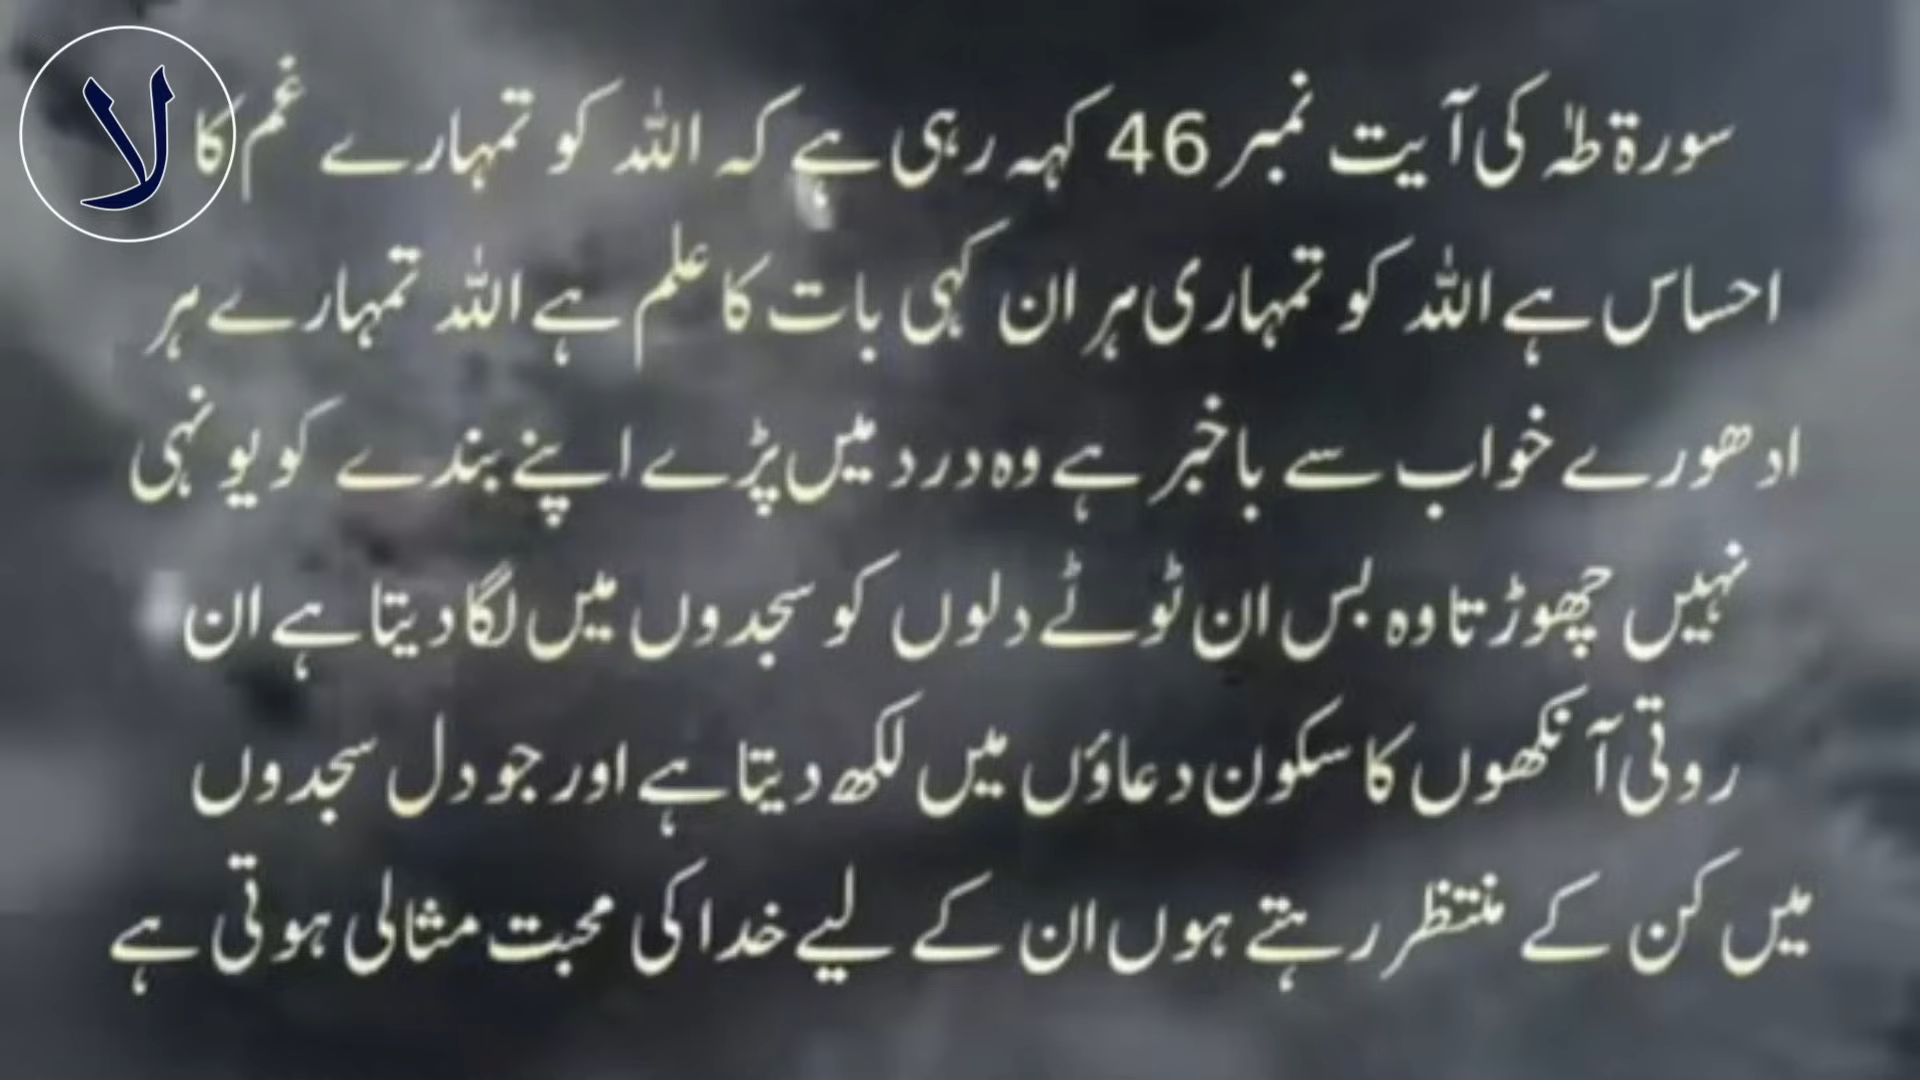 لا
سورۃ طہٰ کی آیت نمبر 46 کہہ رہی ہے کہ اللہ کو تمہارے غم کا
احساس ہے اللہ کو تمہاری ہر ان کہی بات کا علم ہے اللہ تمہارے ہر
ادھورے خواب سے باخبر ہے وہ درد میں پڑے اپنے بندے کو یونہی
نہیں چھوڑتا وہ بس ان ٹوٹے دلوں کو سجدوں میں لگا دیتا ہے ان
روتی آنکھوں کا سکون دعاؤں میں لکھ دیتا ہے اور جو دل سجدوں
میں کن کے منتظر رہتے ہوں ان کے لیے خدا کی محبت مثالی ہوتی ہے